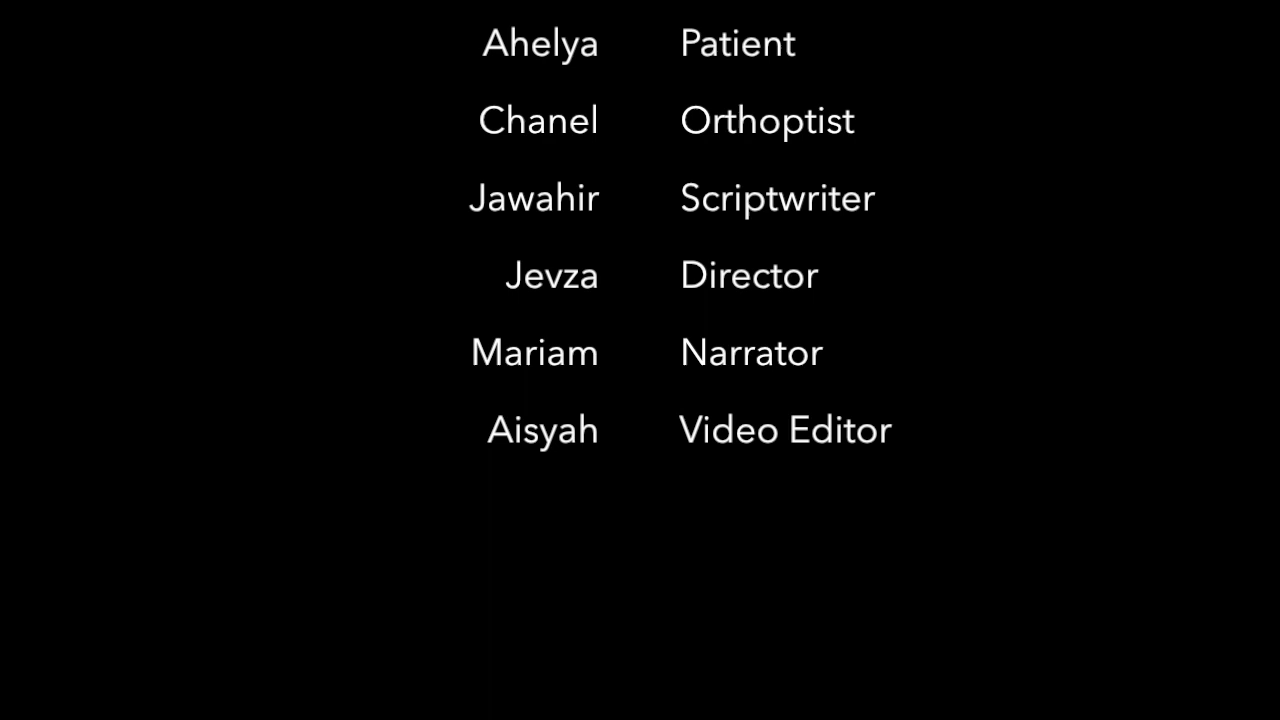 Ahelya Patient
Chanel Orthoptist
Jawahir Scriptwriter
Jevza Director
Mariam Narrator
Aisyah Video Editor